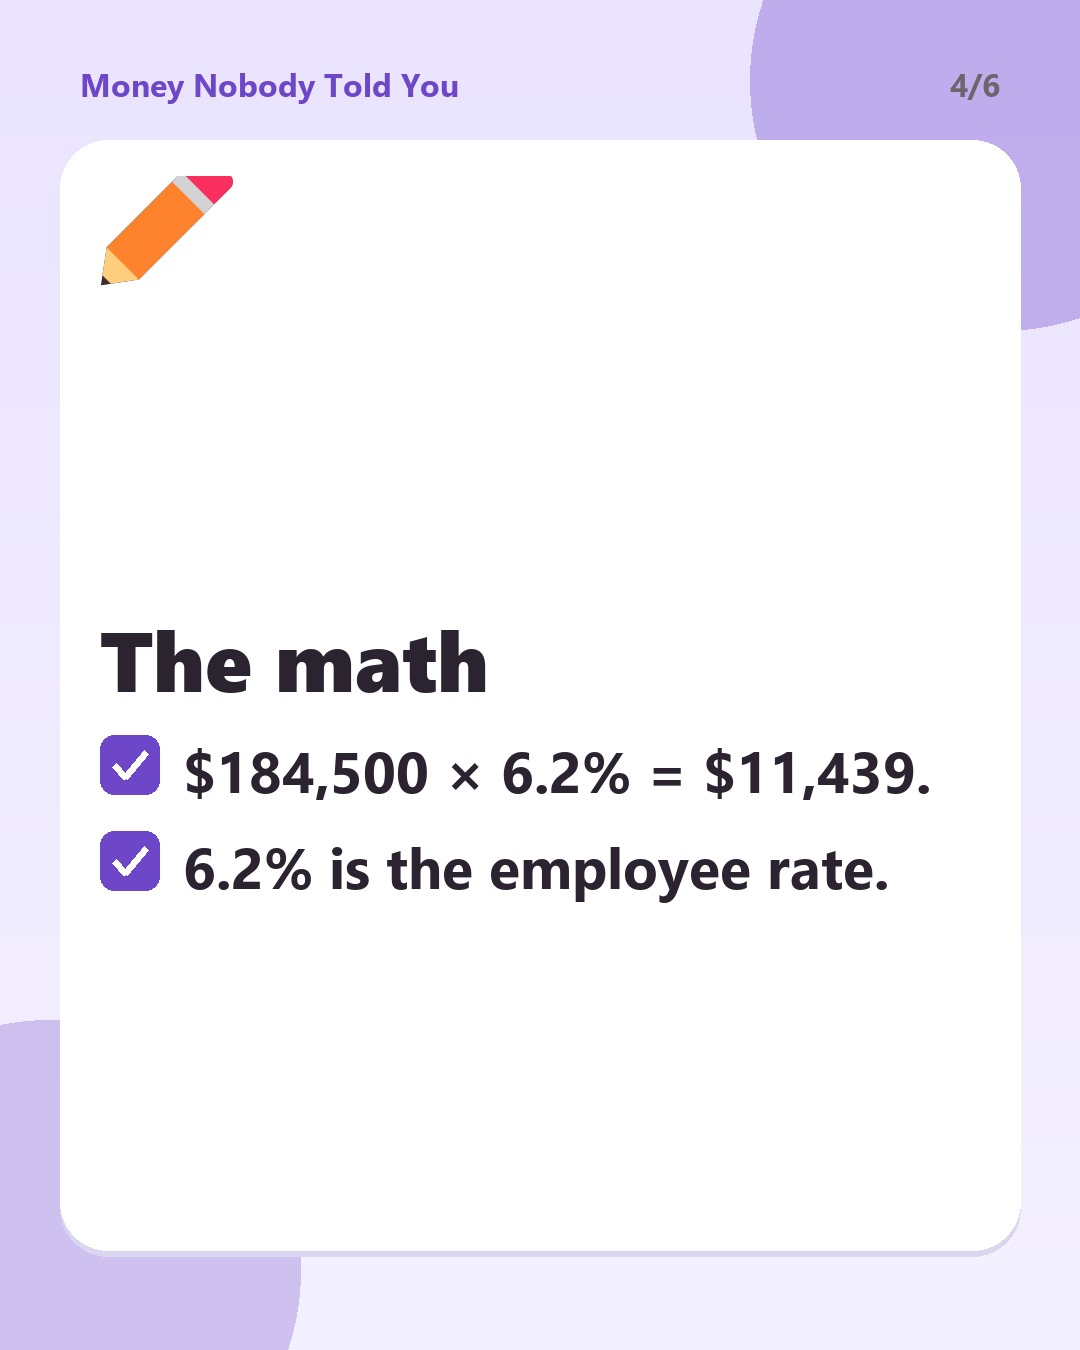 Money Nobody Told You
4/6
The math
$184,500 × 6.2% = $11,439.
6.2% is the employee rate.